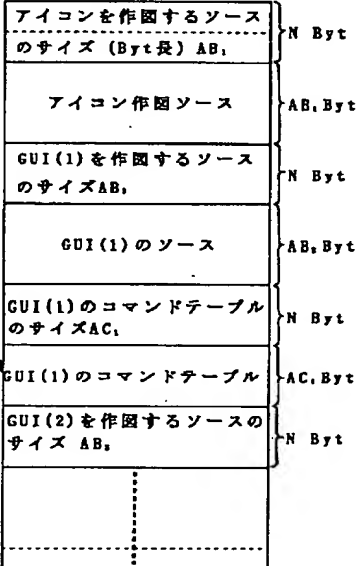 アイコンを作図するソース
のサイズ (Byt長) AB₁
N Byt
アイコン作図ソース
AB₁Byt
GUI(1)を作図するソース
のサイズAB₂
N Byt
GUI(1)のソース
AB₂Byt
GUI(1)のコマンドテーブル
のサイズAC₁
N Byt
GUI(1)のコマンドテーブル
AC₁Byt
GUI(2)を作図するソースの
サイズ AB₃
N Byt